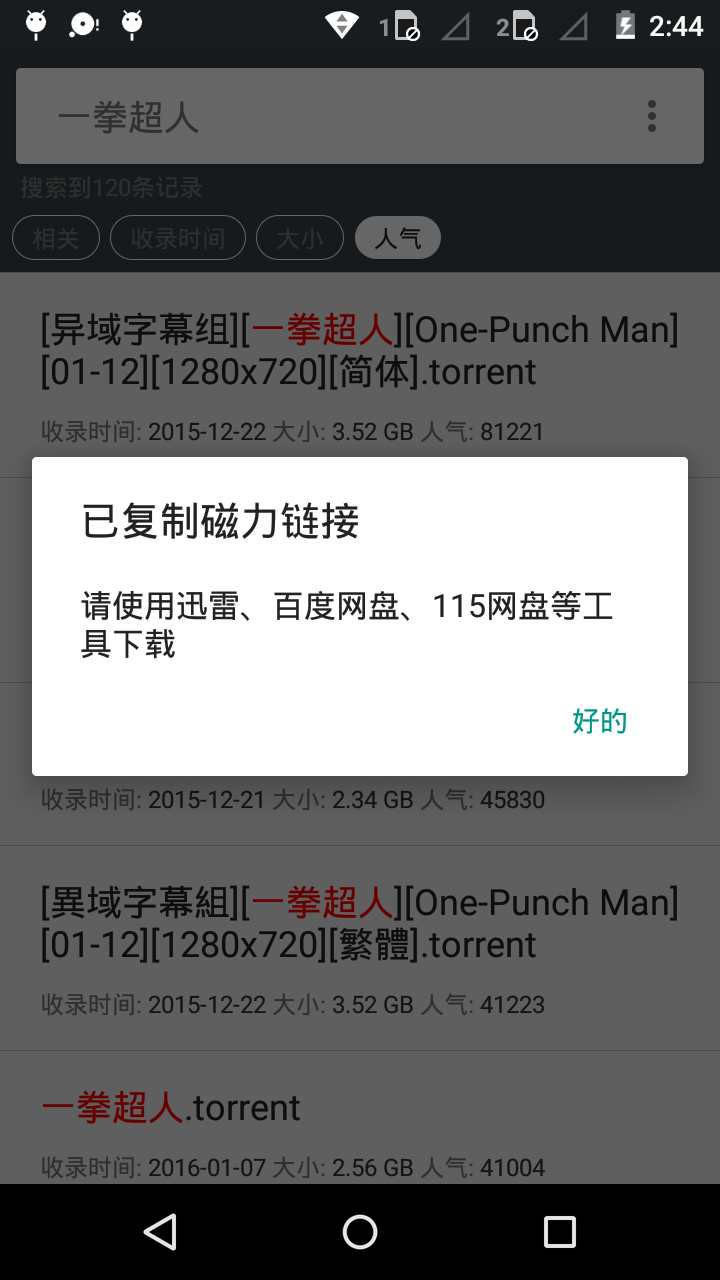 1 2 2:44
一拳超人
搜索到120条记录
相关 收录时间 大小 人气
[异域字幕组][一拳超人][One-Punch Man]
[01-12][1280x720][简体].torrent
收录时间: 2015-12-22 大小: 3.52 GB 人气: 81221
已复制磁力链接
请使用迅雷、百度网盘、115网盘等工
具下载
好的
收录时间: 2015-12-21 大小: 2.34 GB 人气: 45830
[異域字幕組][一拳超人][One-Punch Man]
[01-12][1280x720][繁體].torrent
收录时间: 2015-12-22 大小: 3.52 GB 人气: 41223
一拳超人.torrent
收录时间: 2016-01-07 大小: 2.56 GB 人气: 41004